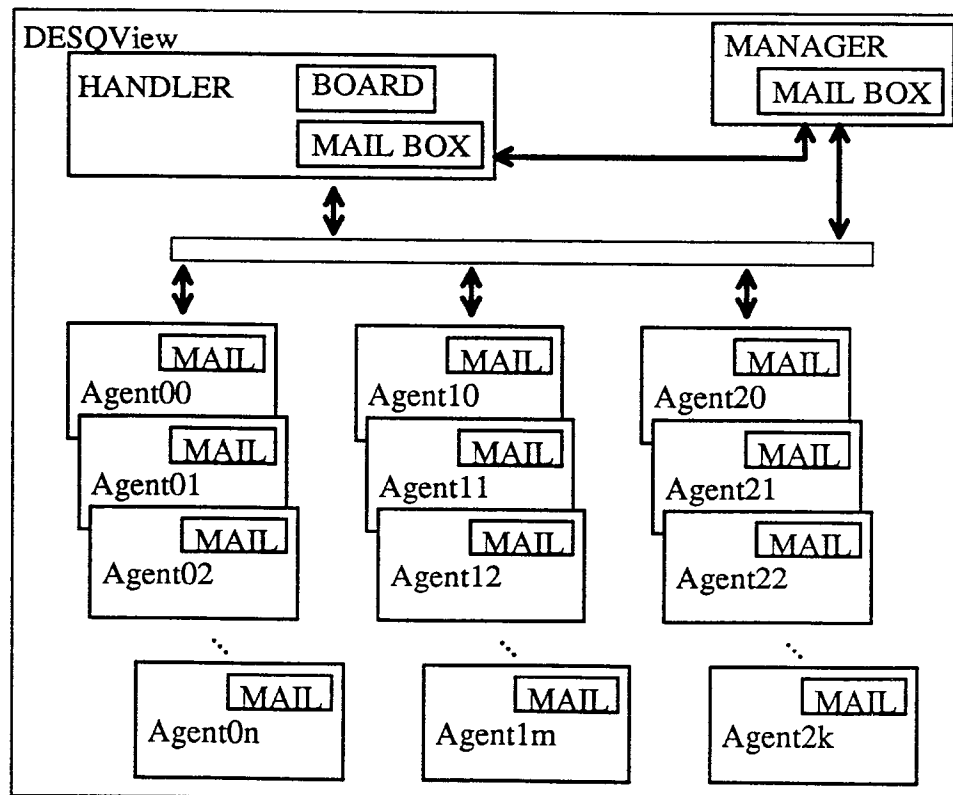 DESQView
MANAGER
HANDLER
BOARD
MAIL BOX
MAIL BOX
MAIL
MAIL
MAIL
Agent00
Agent10
Agent20
MAIL
MAIL
MAIL
Agent01
Agent11
Agent21
MAIL
MAIL
MAIL
Agent02
Agent12
Agent22
MAIL
MAIL
MAIL
Agent0n
Agent1m
Agent2k